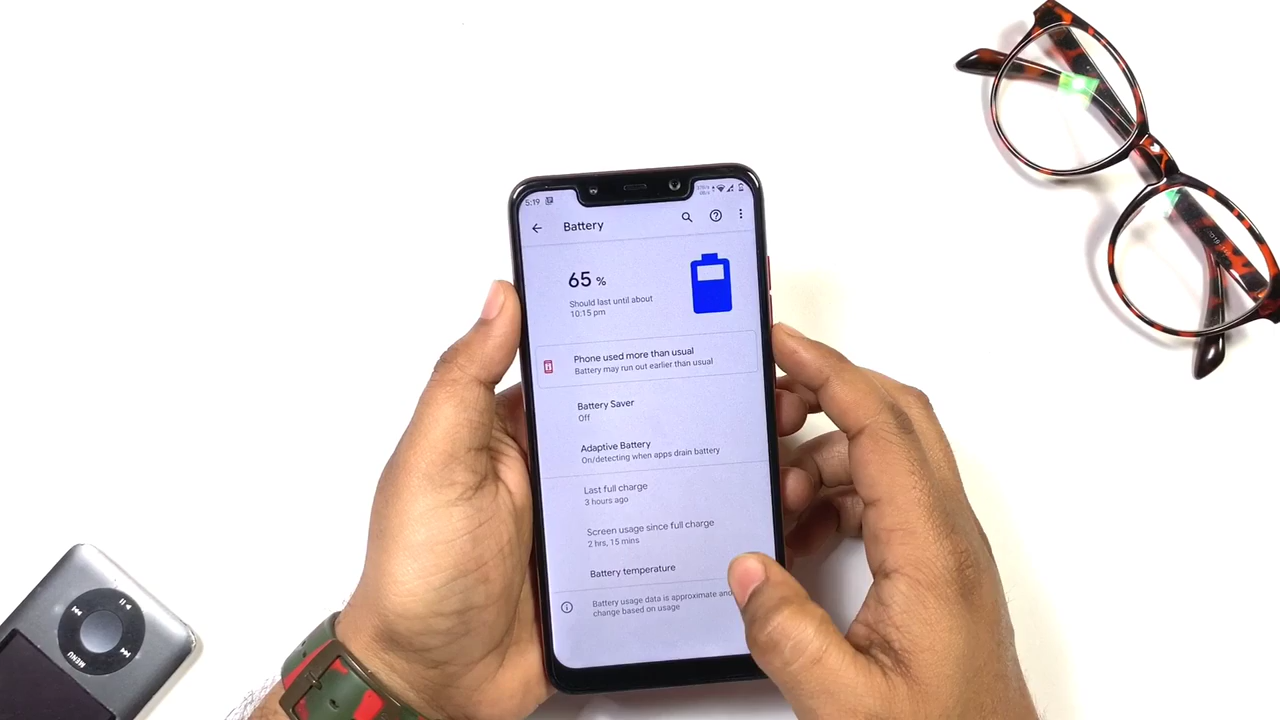 5:19
Battery
65 %
Should last until about
10:15 pm
Phone used more than usual
Battery may run out earlier than usual
Battery Saver
Off
Adaptive Battery
On/detecting when apps drain battery
Last full charge
3 hours ago
Screen usage since full charge
2 hrs, 15 mins
Battery temperature
Battery usage data is approximate and
change based on usage
MENU